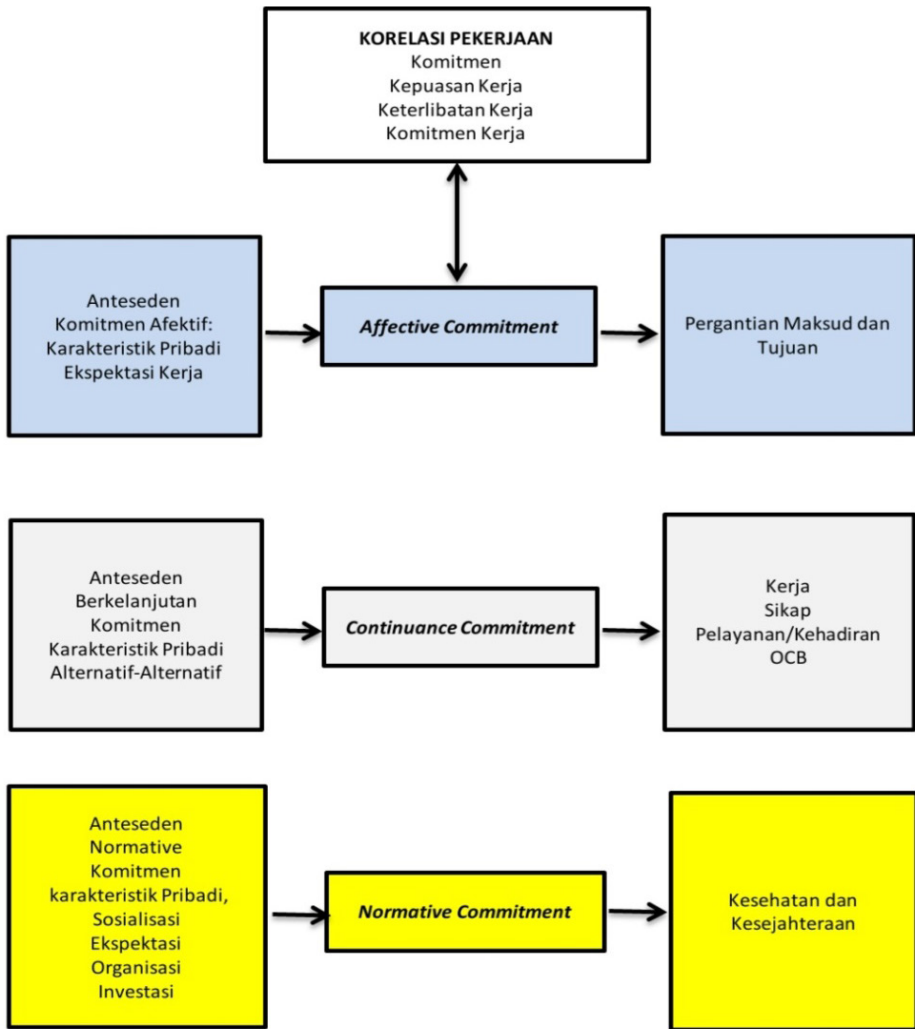 KORELASI PEKERJAAN
Komitmen
Kepuasan Kerja
Keterlibatan Kerja
Komitmen Kerja
Anteseden
Komitmen Afektif:
Karakteristik Pribadi
Ekspektasi Kerja
Affective Commitment
Pergantian Maksud dan
Tujuan
Anteseden
Berkelanjutan
Komitmen
Karakteristik Pribadi
Alternatif-Alternatif
Continuance Commitment
Kerja
Sikap
Pelayanan/Kehadiran
OCB
Anteseden
Normative
Komitmen
karakteristik Pribadi,
Sosialisasi
Ekspektasi
Organisasi
Investasi
Normative Commitment
Kesehatan dan
Kesejahteraan